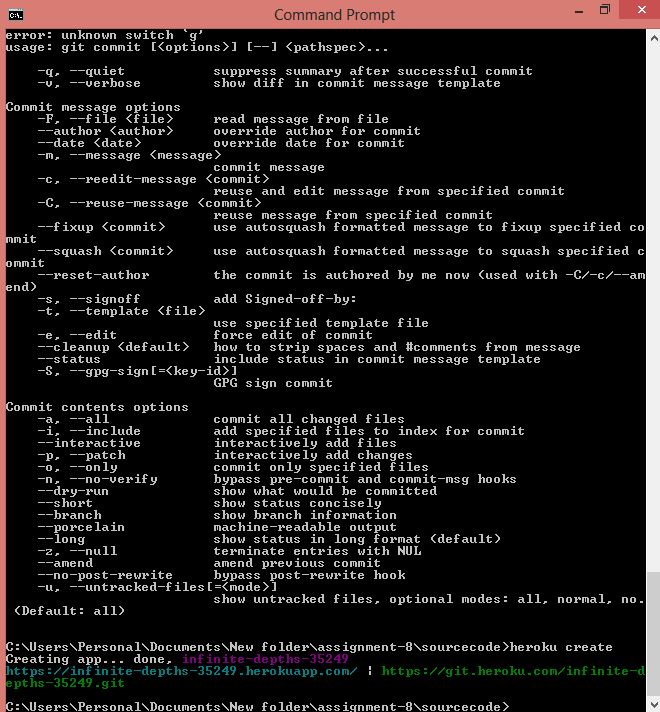 Command Prompt
error: unknown switch `g'
usage: git commit [<options>] [--] <pathspec>...
-q, --quiet suppress summary after successful commit
-v, --verbose show diff in commit message template
Commit message options
-F, --file <file> read message from file
--author <author> override author for commit
--date <date> override date for commit
-m, --message <message>
commit message
-c, --reedit-message <commit>
reuse and edit message from specified commit
-C, --reuse-message <commit>
reuse message from specified commit
--fixup <commit> use autosquash formatted message to fixup specified co
mmit
--squash <commit> use autosquash formatted message to squash specified c
ommit
--reset-author the commit is authored by me now (used with -C/-c/--am
end)
-s, --signoff add Signed-off-by:
-t, --template <file>
use specified template file
-e, --edit force edit of commit
--cleanup <default> how to strip spaces and #comments from message
--status include status in commit message template
-S, --gpg-sign[=<key-id>]
GPG sign commit
Commit contents options
-a, --all commit all changed files
-i, --include add specified files to index for commit
--interactive interactively add files
-p, --patch interactively add changes
-o, --only commit only specified files
-n, --no-verify bypass pre-commit and commit-msg hooks
--dry-run show what would be committed
--short show status concisely
--branch show branch information
--porcelain machine-readable output
--long show status in long format (default)
-z, --null terminate entries with NUL
--amend amend previous commit
--no-post-rewrite bypass post-rewrite hook
-u, --untracked-files[=<mode>]
show untracked files, optional modes: all, normal, no.
(Default: all)
C:\Users\Personal\Documents\New folder\assignment-8\sourcecode>heroku create
Creating app... done, infinite-depths-35249
https://infinite-depths-35249.herokuapp.com/ | https://git.heroku.com/infinite-d
epths-35249.git
C:\Users\Personal\Documents\New folder\assignment-8\sourcecode>